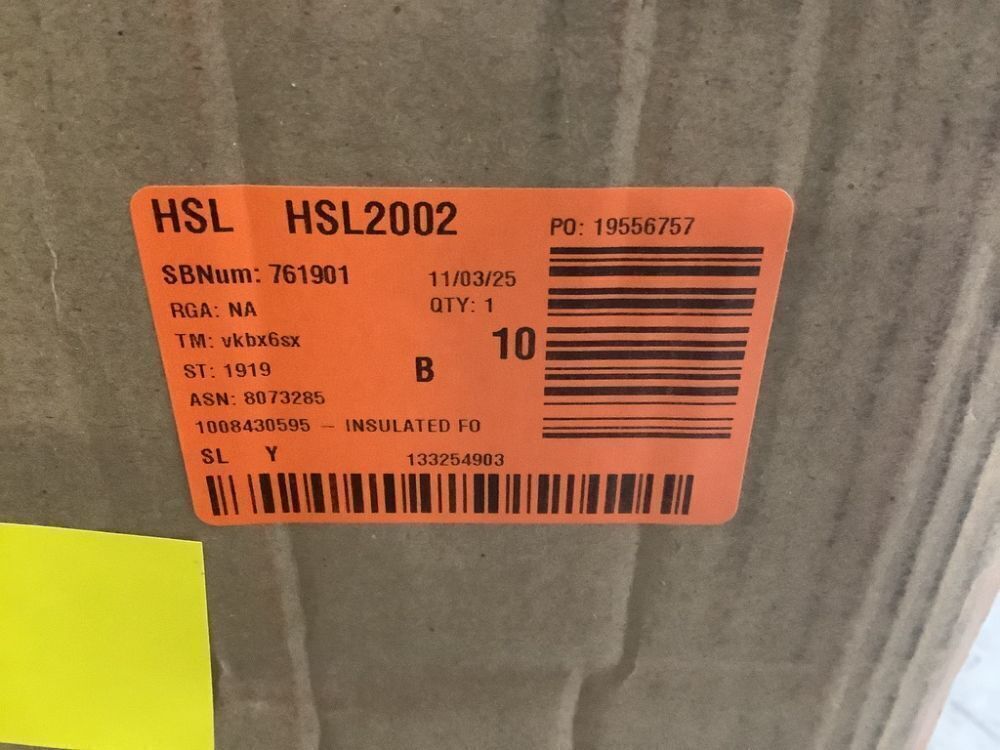 HSL HSL2002
PO: 19556757
SBNum: 761901
11/03/25
RGA: NA
QTY: 1
TM: vkbx6sx
10
ST: 1919
B
ASN: 8073285
1008430595 – INSULATED FO
SL Y
133254903